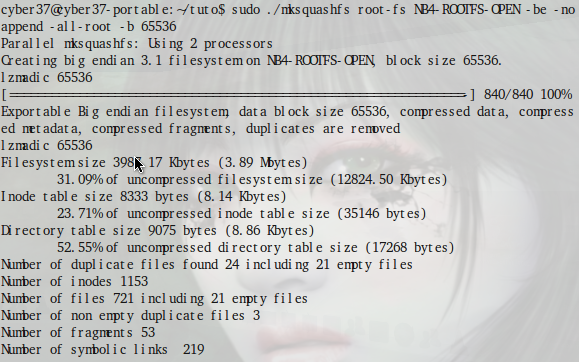 cyber37@cyber37-portable:~/tuto$ sudo ./mksquashfs root-fs NB4-ROOTFS-OPEN -be -no
append -all-root -b 65536
Parallel mksquashfs: Using 2 processors
Creating big endian 3.1 filesystem on NB4-ROOTFS-OPEN, block size 65536.
lzmadic 65536
[=====================================================================-] 840/840 100%
Exportable Big endian filesystem, data block size 65536, compressed data, compress
ed metadata, compressed fragments, duplicates are removed
lzmadic 65536
Filesystem size 398 .17 Kbytes (3.89 Mbytes)
31.09% of uncompressed filesystem size (12824.50 Kbytes)
Inode table size 8333 bytes (8.14 Kbytes)
23.71% of uncompressed inode table size (35146 bytes)
Directory table size 9075 bytes (8.86 Kbytes)
52.55% of uncompressed directory table size (17268 bytes)
Number of duplicate files found 24 including 21 empty files
Number of inodes 1153
Number of files 721 including 21 empty files
Number of non empty duplicate files 3
Number of fragments 53
Number of symbolic links 219